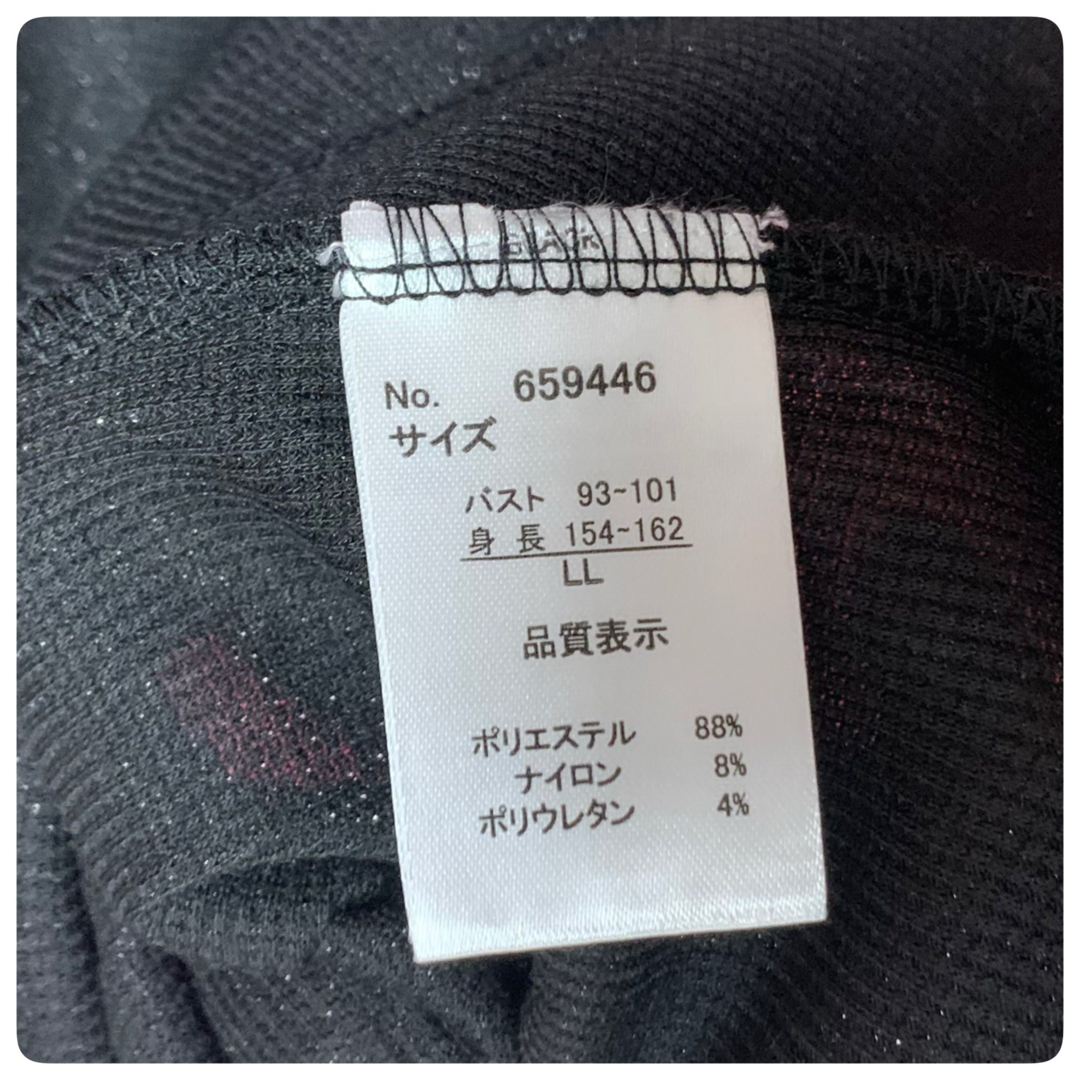 BLACK
No. 659446
サイズ
バスト 93~101
身長 154~162
LL
品質表示
ポリエステル 88%
ナイロン 8%
ポリウレタン 4%